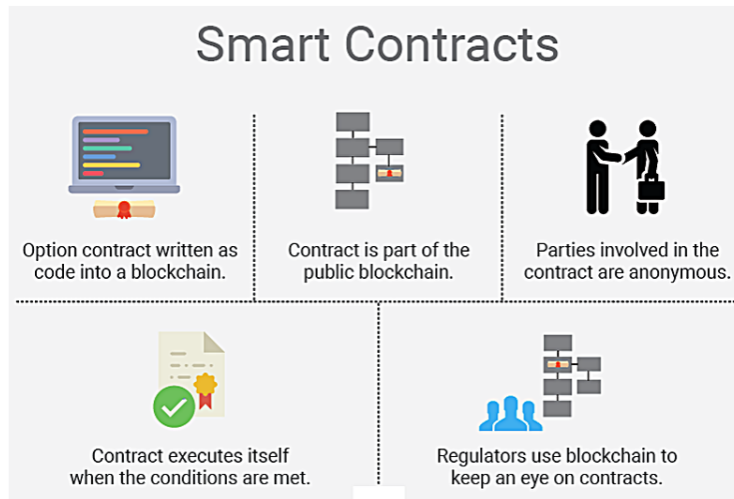 Smart Contracts
Option contract written as
code into a blockchain.
Contract is part of the
public blockchain.
Parties involved in the
contract are anonymous.
Contract executes itself
when the conditions are met.
Regulators use blockchain to
keep an eye on contracts.